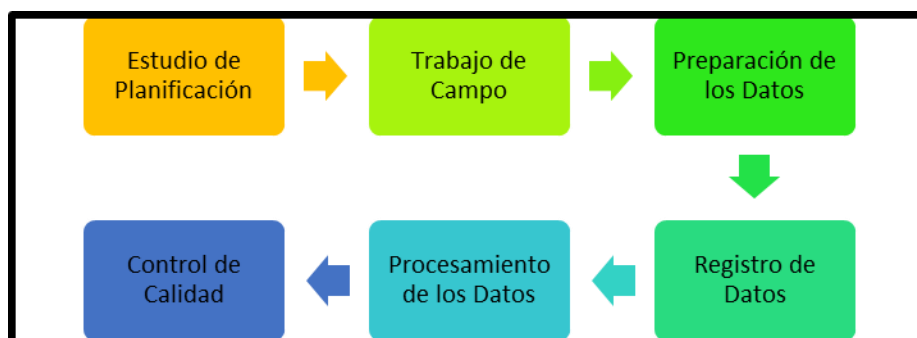 Estudio de
Planificación
Trabajo de
Campo
Preparación de
los Datos
Registro de
Datos
Procesamiento
de los Datos
Control de
Calidad